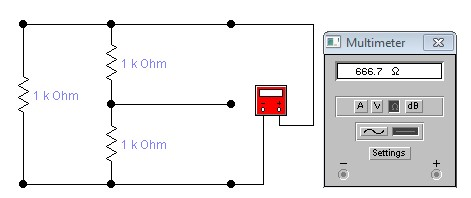 Multimeter
666.7 Ω
1 k Ohm
1 k Ohm
1 k Ohm
A V Ω dB
Settings
− +
− +